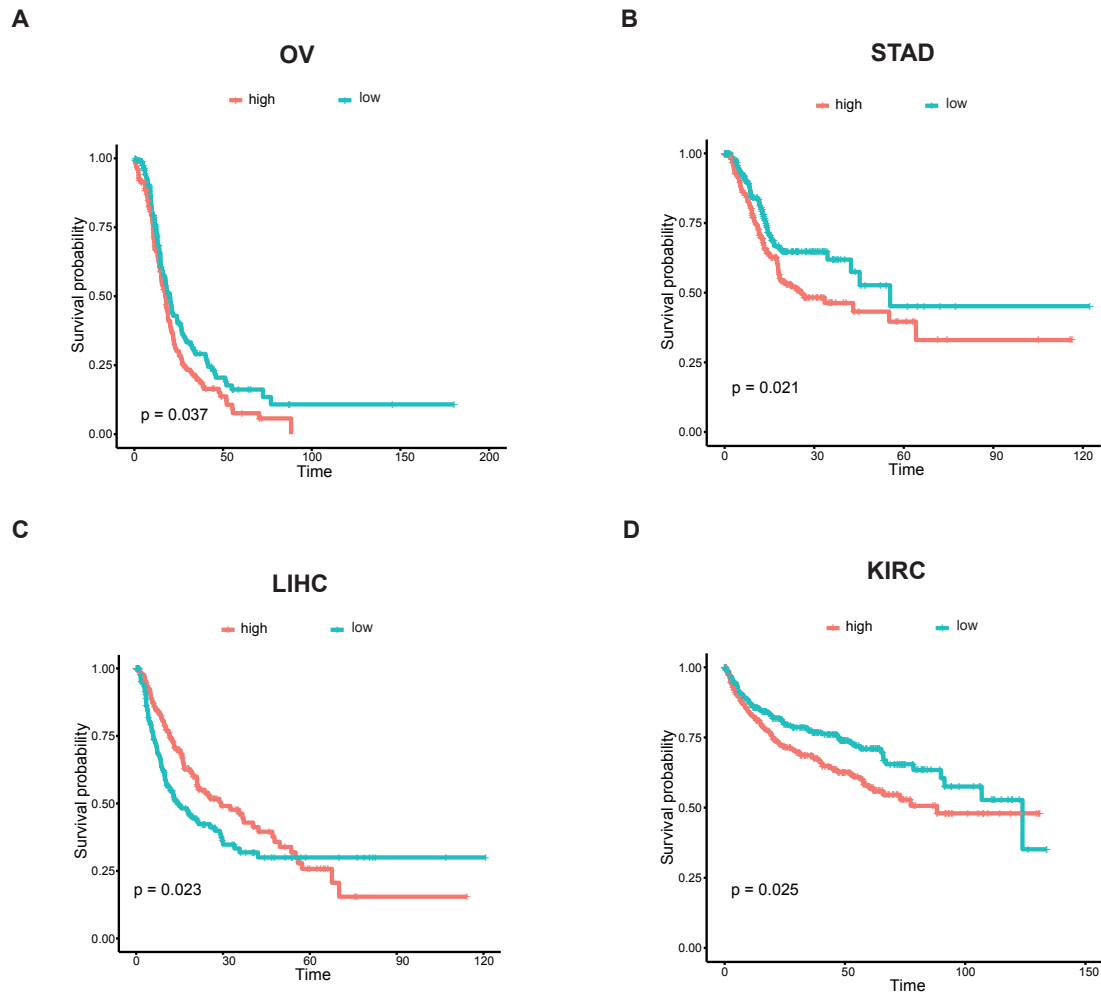 A
OV
high low
Survival probability
1.00
0.75
0.50
0.25
0.00
p = 0.037
0 50 100 150 200
Time
B
STAD
high low
Survival probability
1.00
0.75
0.50
0.25
0.00
p = 0.021
0 30 60 90 120
Time
C
LIHC
high low
Survival probability
1.00
0.75
0.50
0.25
0.00
p = 0.023
0 30 60 90 120
Time
D
KIRC
high low
Survival probability
1.00
0.75
0.50
0.25
0.00
p = 0.025
0 50 100 150
Time